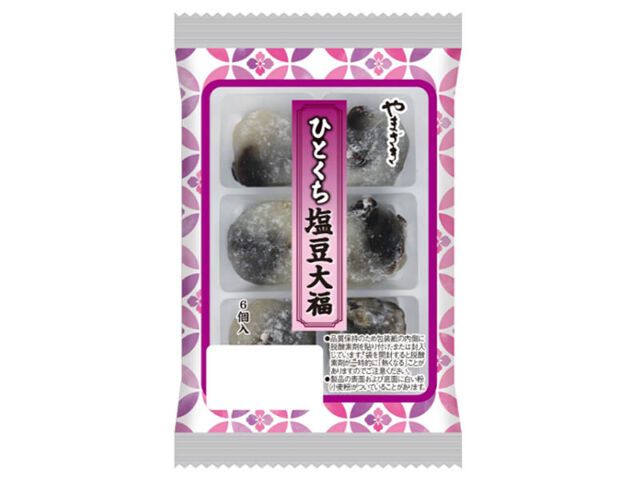 やまざき
ひとくち塩豆大福
6個入
●品質保持のため包装紙の内側に
脱酸素剤を貼り付けまたは封入
しています。袋を開封すると脱酸
素剤が一時的に「熱くなる」ことが
ありますのでご注意ください。
●製品の表面および底面に白い粉
(小麦粉)がついていることがあります。